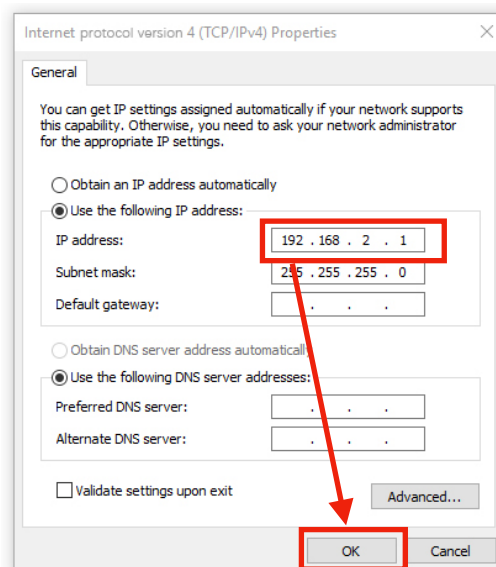 Internet protocol version 4 (TCP/IPv4) Properties
General
You can get IP settings assigned automatically if your network supports
this capability. Otherwise, you need to ask your network administrator
for the appropriate IP settings.
Obtain an IP address automatically
Use the following IP address:
IP address: 192 . 168 . 2 . 1
Subnet mask: 255 . 255 . 255 . 0
Default gateway: . . .
Obtain DNS server address automatically
Use the following DNS server addresses:
Preferred DNS server: . . .
Alternate DNS server: . . .
Validate settings upon exit
Advanced...
OK Cancel